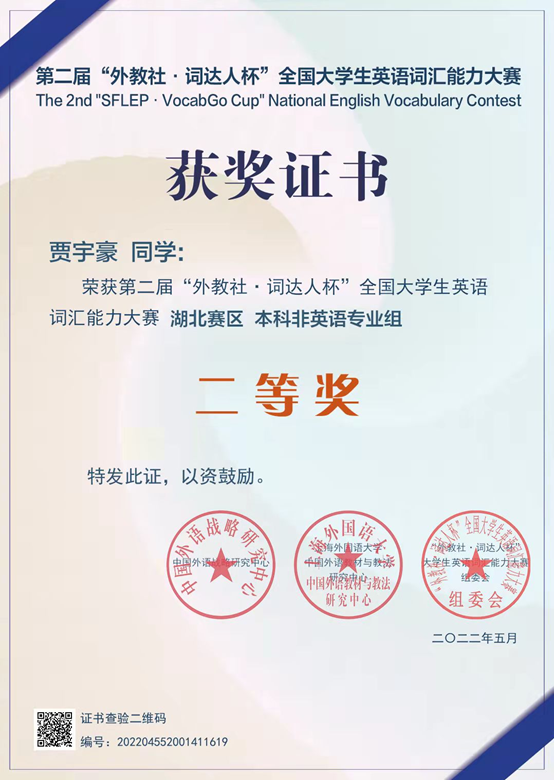 第二届“外教社·词达人杯”全国大学生英语词汇能力大赛
The 2nd "SFLEP · VocabGo Cup" National English Vocabulary Contest
获奖证书
贾宇豪 同学:
荣获第二届“外教社·词达人杯”全国大学生英语
词汇能力大赛 湖北赛区 本科非英语专业组
二等奖
特发此证，以资鼓励。
中国外语战略研究中心
中国外语战略研究中心
上海外国语大学
中国外语教材与教法
研究中心
上海外国语大学
中国外语教材与教法
研究中心
“外教社·词达人杯”
大学生英语词汇能力大赛
组委会
“外教社·词达人杯”全国大学生英语词汇能力大赛
组委会
二〇二二年五月
证书查验二维码
编号：202204552001411619